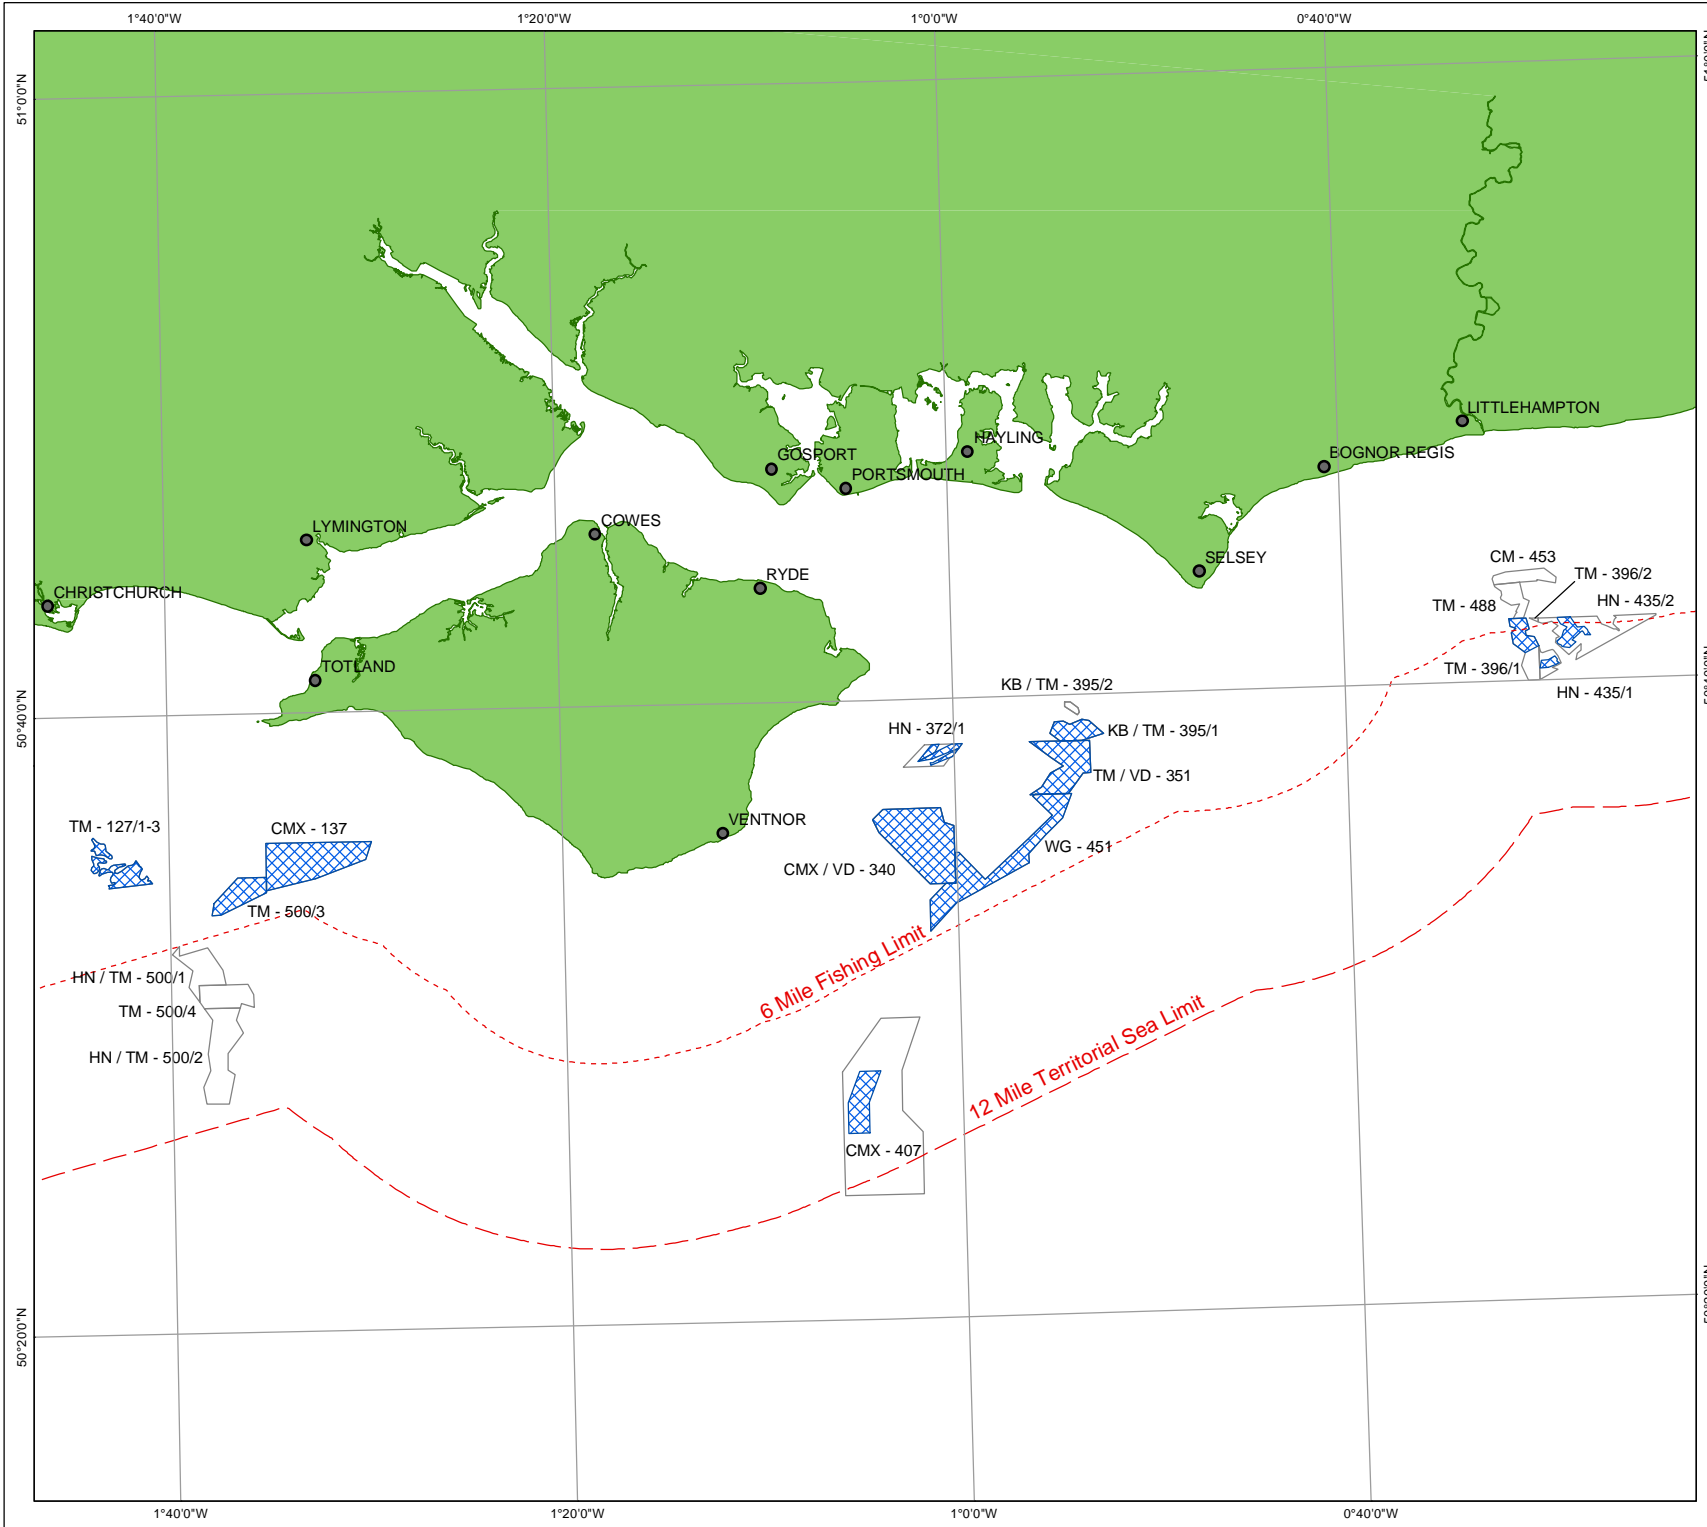 1°40'0"W
1°20'0"W
1°0'0"W
0°40'0"W
51°0'0"N
LITTLEHAMPTON
HAYLING
BOGNOR REGIS
GOSPORT
PORTSMOUTH
COWES
LYMINGTON
SELSEY
CM - 453
TM - 396/2
RYDE
CHRISTCHURCH
HN - 435/2
TM - 488
TOTLAND
TM - 396/1
KB / TM - 395/2
HN - 435/1
50°40'0"N
HN - 372/1
KB / TM - 395/1
TM / VD - 351
VENTNOR
TM - 127/1-3
CMX - 137
WG - 451
CMX / VD - 340
TM - 500/3
6 Mile Fishing Limit
HN / TM - 500/1
TM - 500/4
12 Mile Territorial Sea Limit
HN / TM - 500/2
CMX - 407
50°20'0"N
1°40'0"W
1°20'0"W
1°0'0"W
0°40'0"W